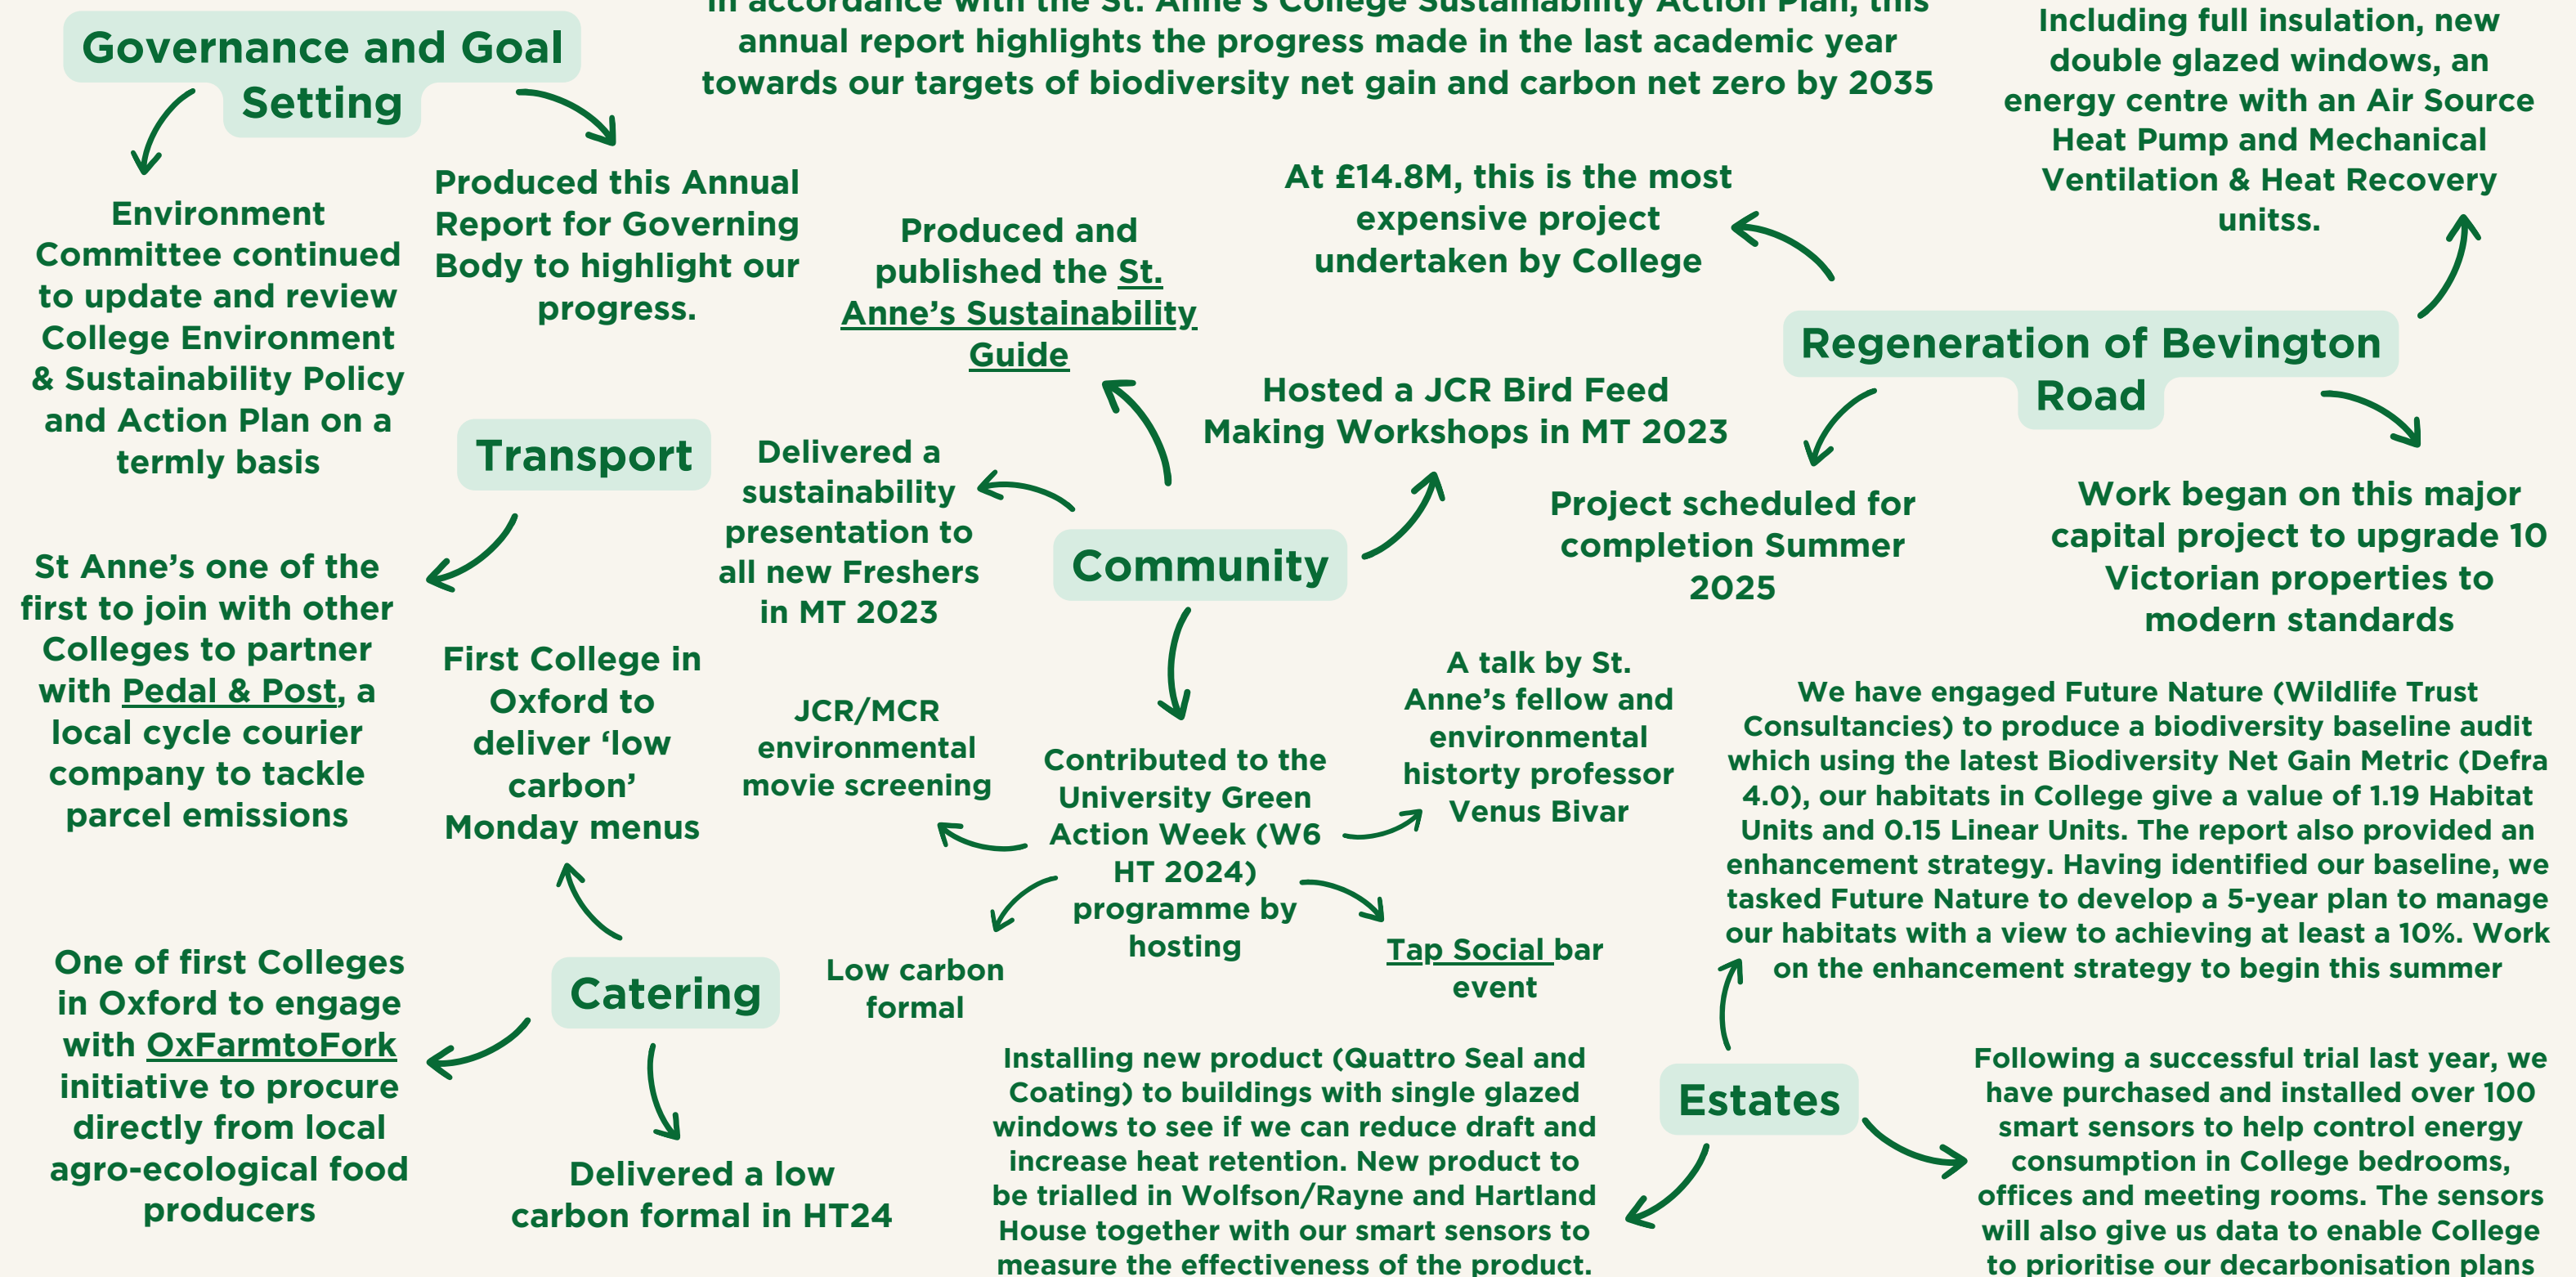 in accordance with the St. Anne's College Sustainability Action Plan, this
annual report highlights the progress made in the last academic year
towards our targets of biodiversity net gain and carbon net zero by 2035
Governance and Goal
Setting
Environment
Committee continued
to update and review
College Environment
& Sustainability Policy
and Action Plan on a
termly basis
Produced this Annual
Report for Governing
Body to highlight our
progress.
Transport
St Anne's one of the
first to join with other
Colleges to partner
with Pedal & Post, a
local cycle courier
company to tackle
parcel emissions
Catering
First College in
Oxford to
deliver ‘low
carbon’
Monday menus
One of first Colleges
in Oxford to engage
with OxFarmtoFork
initiative to procure
directly from local
agro-ecological food
producers
Delivered a low
carbon formal in HT24
Community
Produced and
published the St.
Anne’s Sustainability
Guide
Delivered a
sustainability
presentation to
all new Freshers
in MT 2023
Hosted a JCR Bird Feed
Making Workshops in MT 2023
Contributed to the
University Green
Action Week (W6
HT 2024)
programme by
hosting
JCR/MCR
environmental
movie screening
Low carbon
formal
A talk by St.
Anne’s fellow and
environmental
historty professor
Venus Bivar
Tap Social bar
event
Regeneration of Bevington
Road
At £14.8M, this is the most
expensive project
undertaken by College
Including full insulation, new
double glazed windows, an
energy centre with an Air Source
Heat Pump and Mechanical
Ventilation & Heat Recovery
unitss.
Project scheduled for
completion Summer
2025
Work began on this major
capital project to upgrade 10
Victorian properties to
modern standards
Estates
We have engaged Future Nature (Wildlife Trust
Consultancies) to produce a biodiversity baseline audit
which using the latest Biodiversity Net Gain Metric (Defra
4.0), our habitats in College give a value of 1.19 Habitat
Units and 0.15 Linear Units. The report also provided an
enhancement strategy. Having identified our baseline, we
tasked Future Nature to develop a 5-year plan to manage
our habitats with a view to achieving at least a 10%. Work
on the enhancement strategy to begin this summer
Installing new product (Quattro Seal and
Coating) to buildings with single glazed
windows to see if we can reduce draft and
increase heat retention. New product to
be trialled in Wolfson/Rayne and Hartland
House together with our smart sensors to
measure the effectiveness of the product.
Following a successful trial last year, we
have purchased and installed over 100
smart sensors to help control energy
consumption in College bedrooms,
offices and meeting rooms. The sensors
will also give us data to enable College
to prioritise our decarbonisation plans